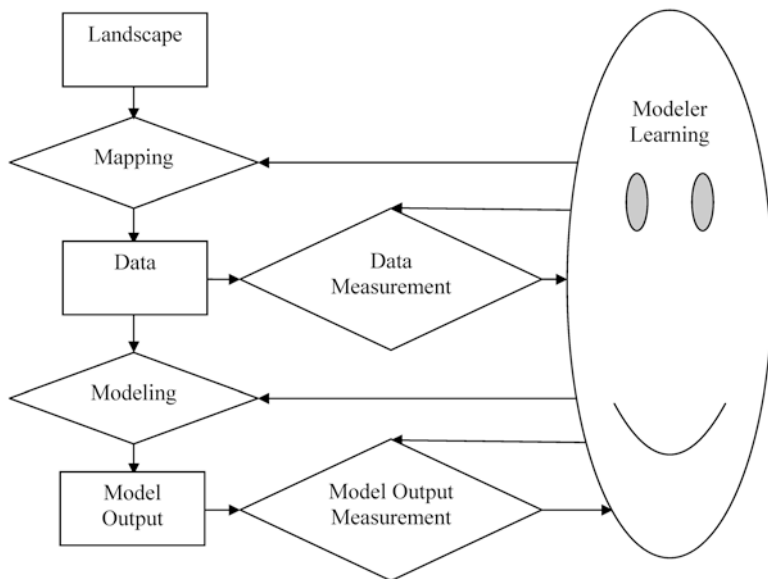 Landscape
Modeler
Learning
Mapping
Data
Data
Measurement
Modeling
Model
Output
Model Output
Measurement